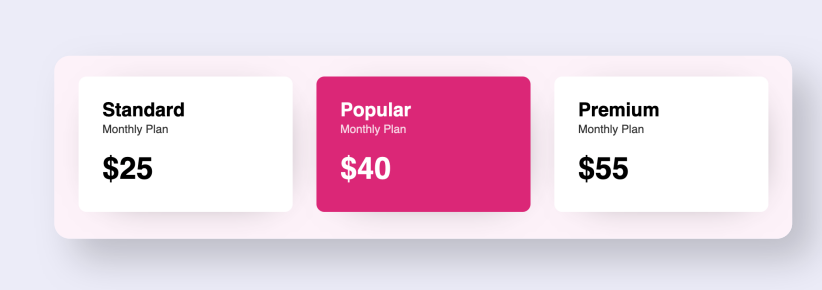 Standard
Monthly Plan
$25
Popular
Monthly Plan
$40
Premium
Monthly Plan
$55